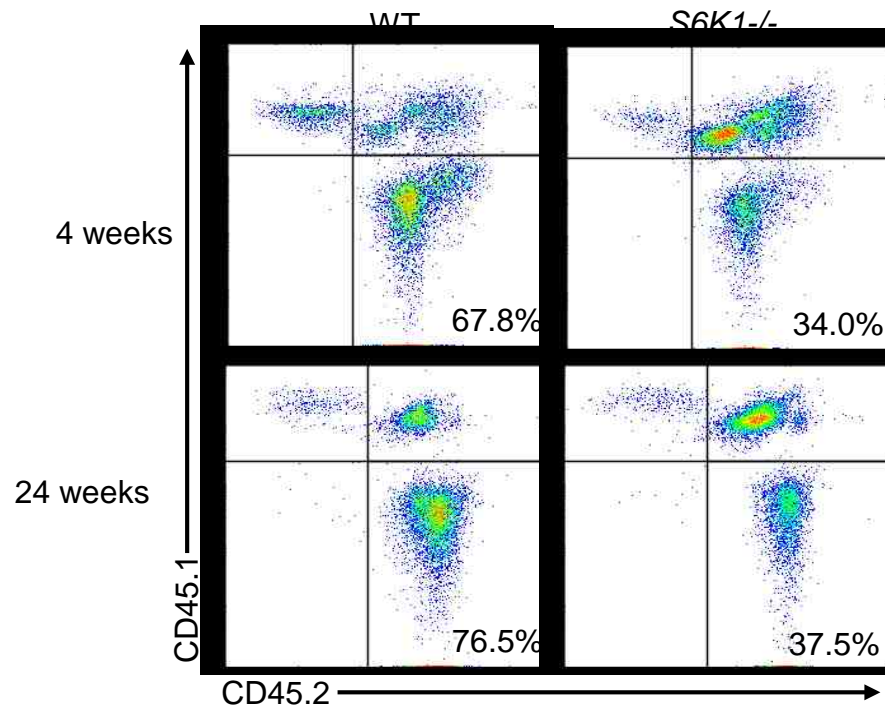 WT
S6K1-/-
4 weeks
67.8%
34.0%
24 weeks
76.5%
37.5%
CD45.1
CD45.2